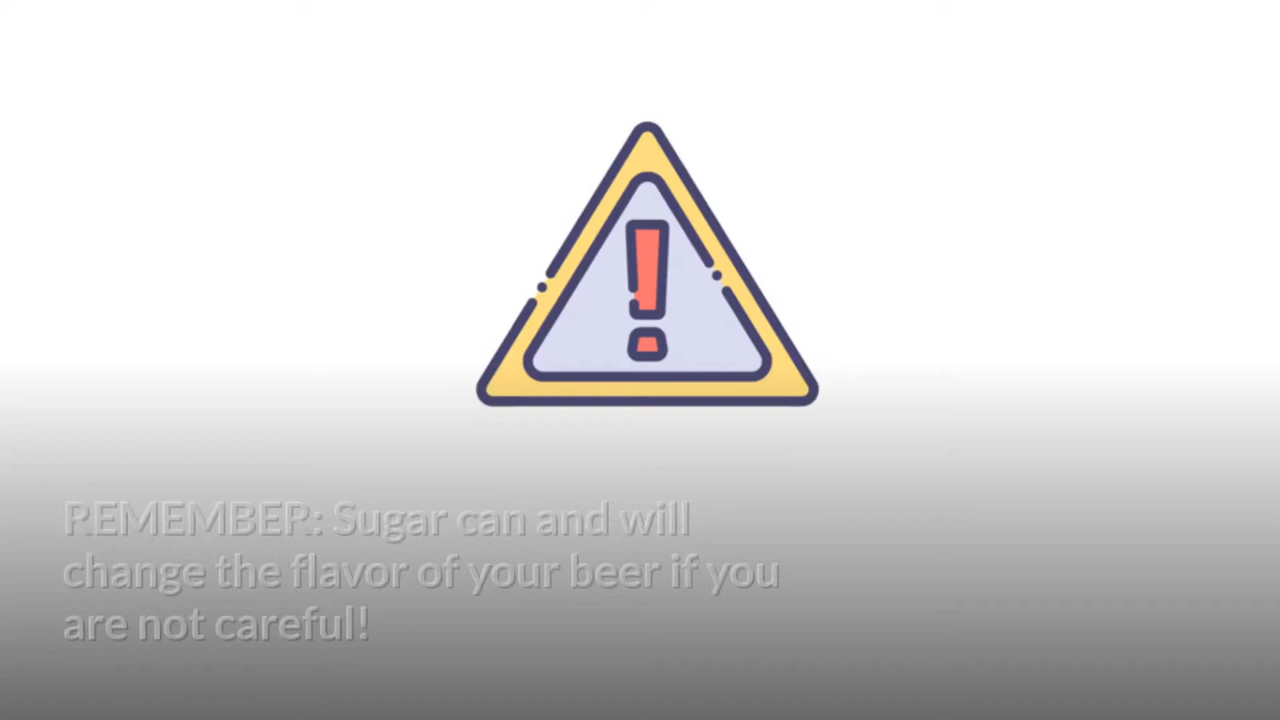 REMEMBER: Sugar can and will
change the flavor of your beer if you
are not careful!